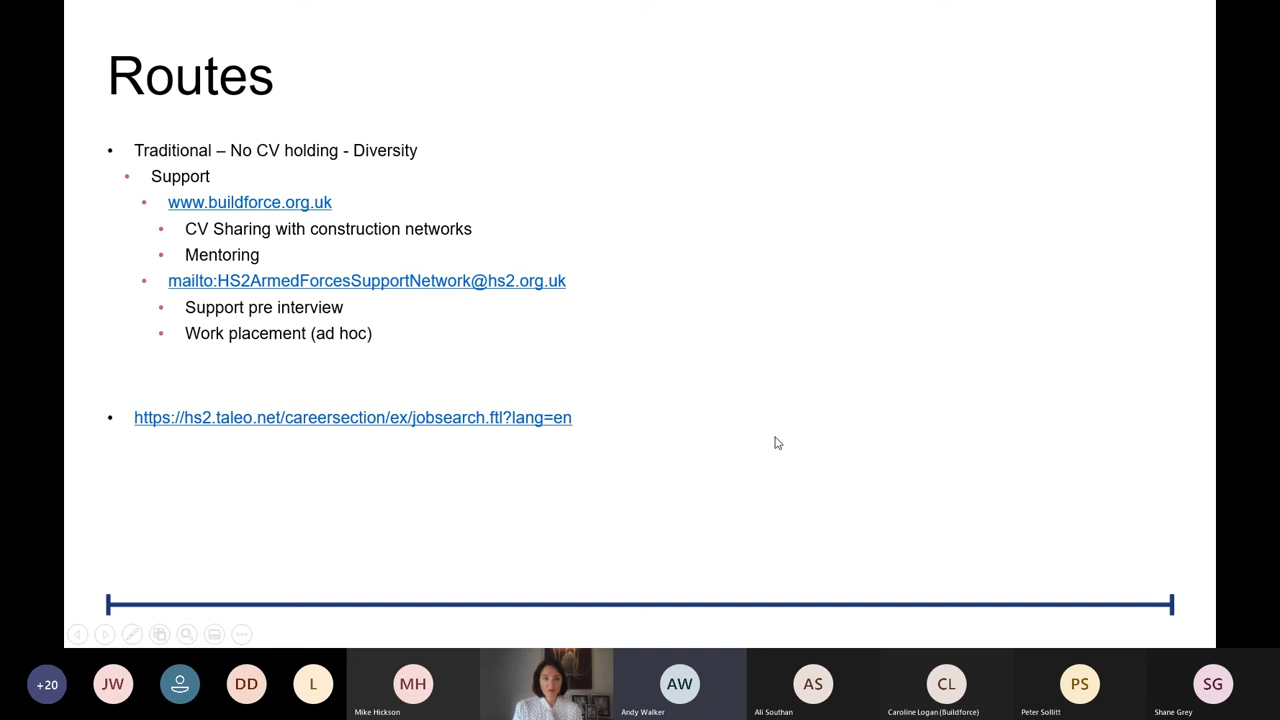 Routes
• Traditional – No CV holding - Diversity
• Support
• www.buildforce.org.uk
• CV Sharing with construction networks
• Mentoring
• mailto:HS2ArmedForcesSupportNetwork@hs2.org.uk
• Support pre interview
• Work placement (ad hoc)
• https://hs2.taleo.net/careersection/ex/jobsearch.ftl?lang=en
+20
JW
DD
L
MH
AW
AS
CL
PS
SG
Mike Hickson
Andy Walker
Ali Southan
Caroline Logan (Buildforce)
Peter Sollitt
Shane Grey